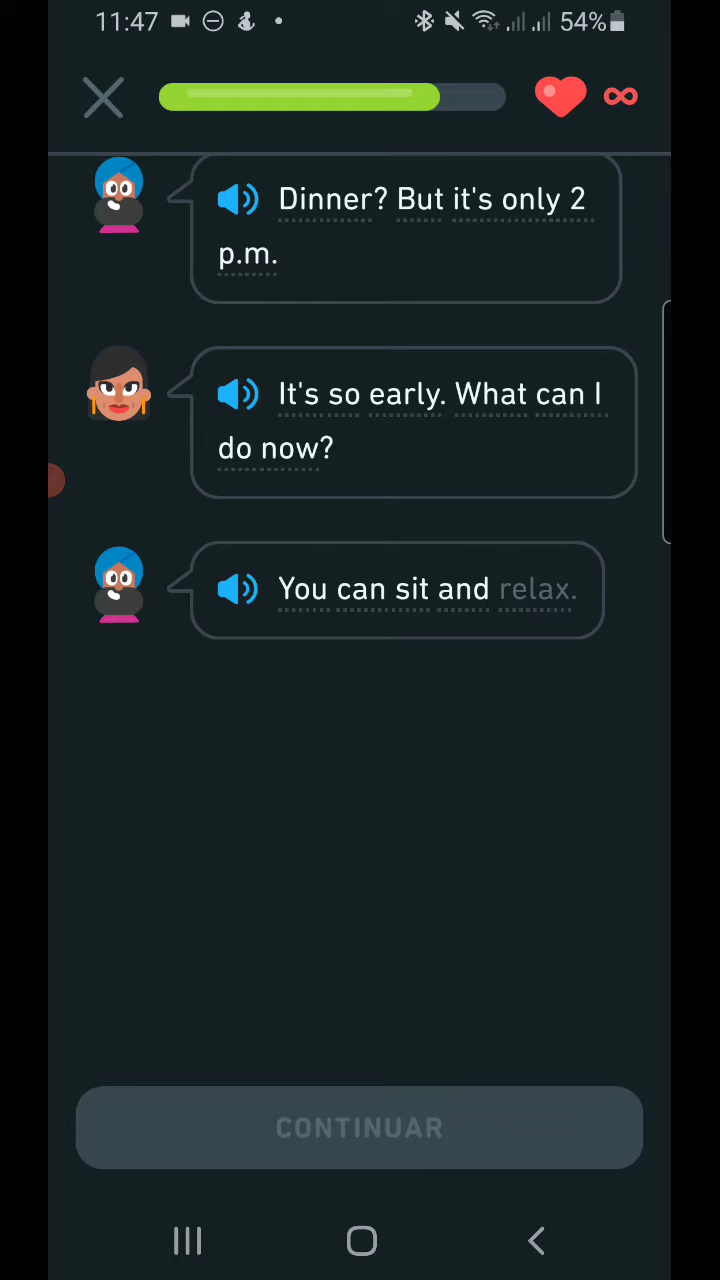 11:47
54%
Dinner? But it's only 2
p.m.
It's so early. What can I
do now?
You can sit and relax.
CONTINUAR